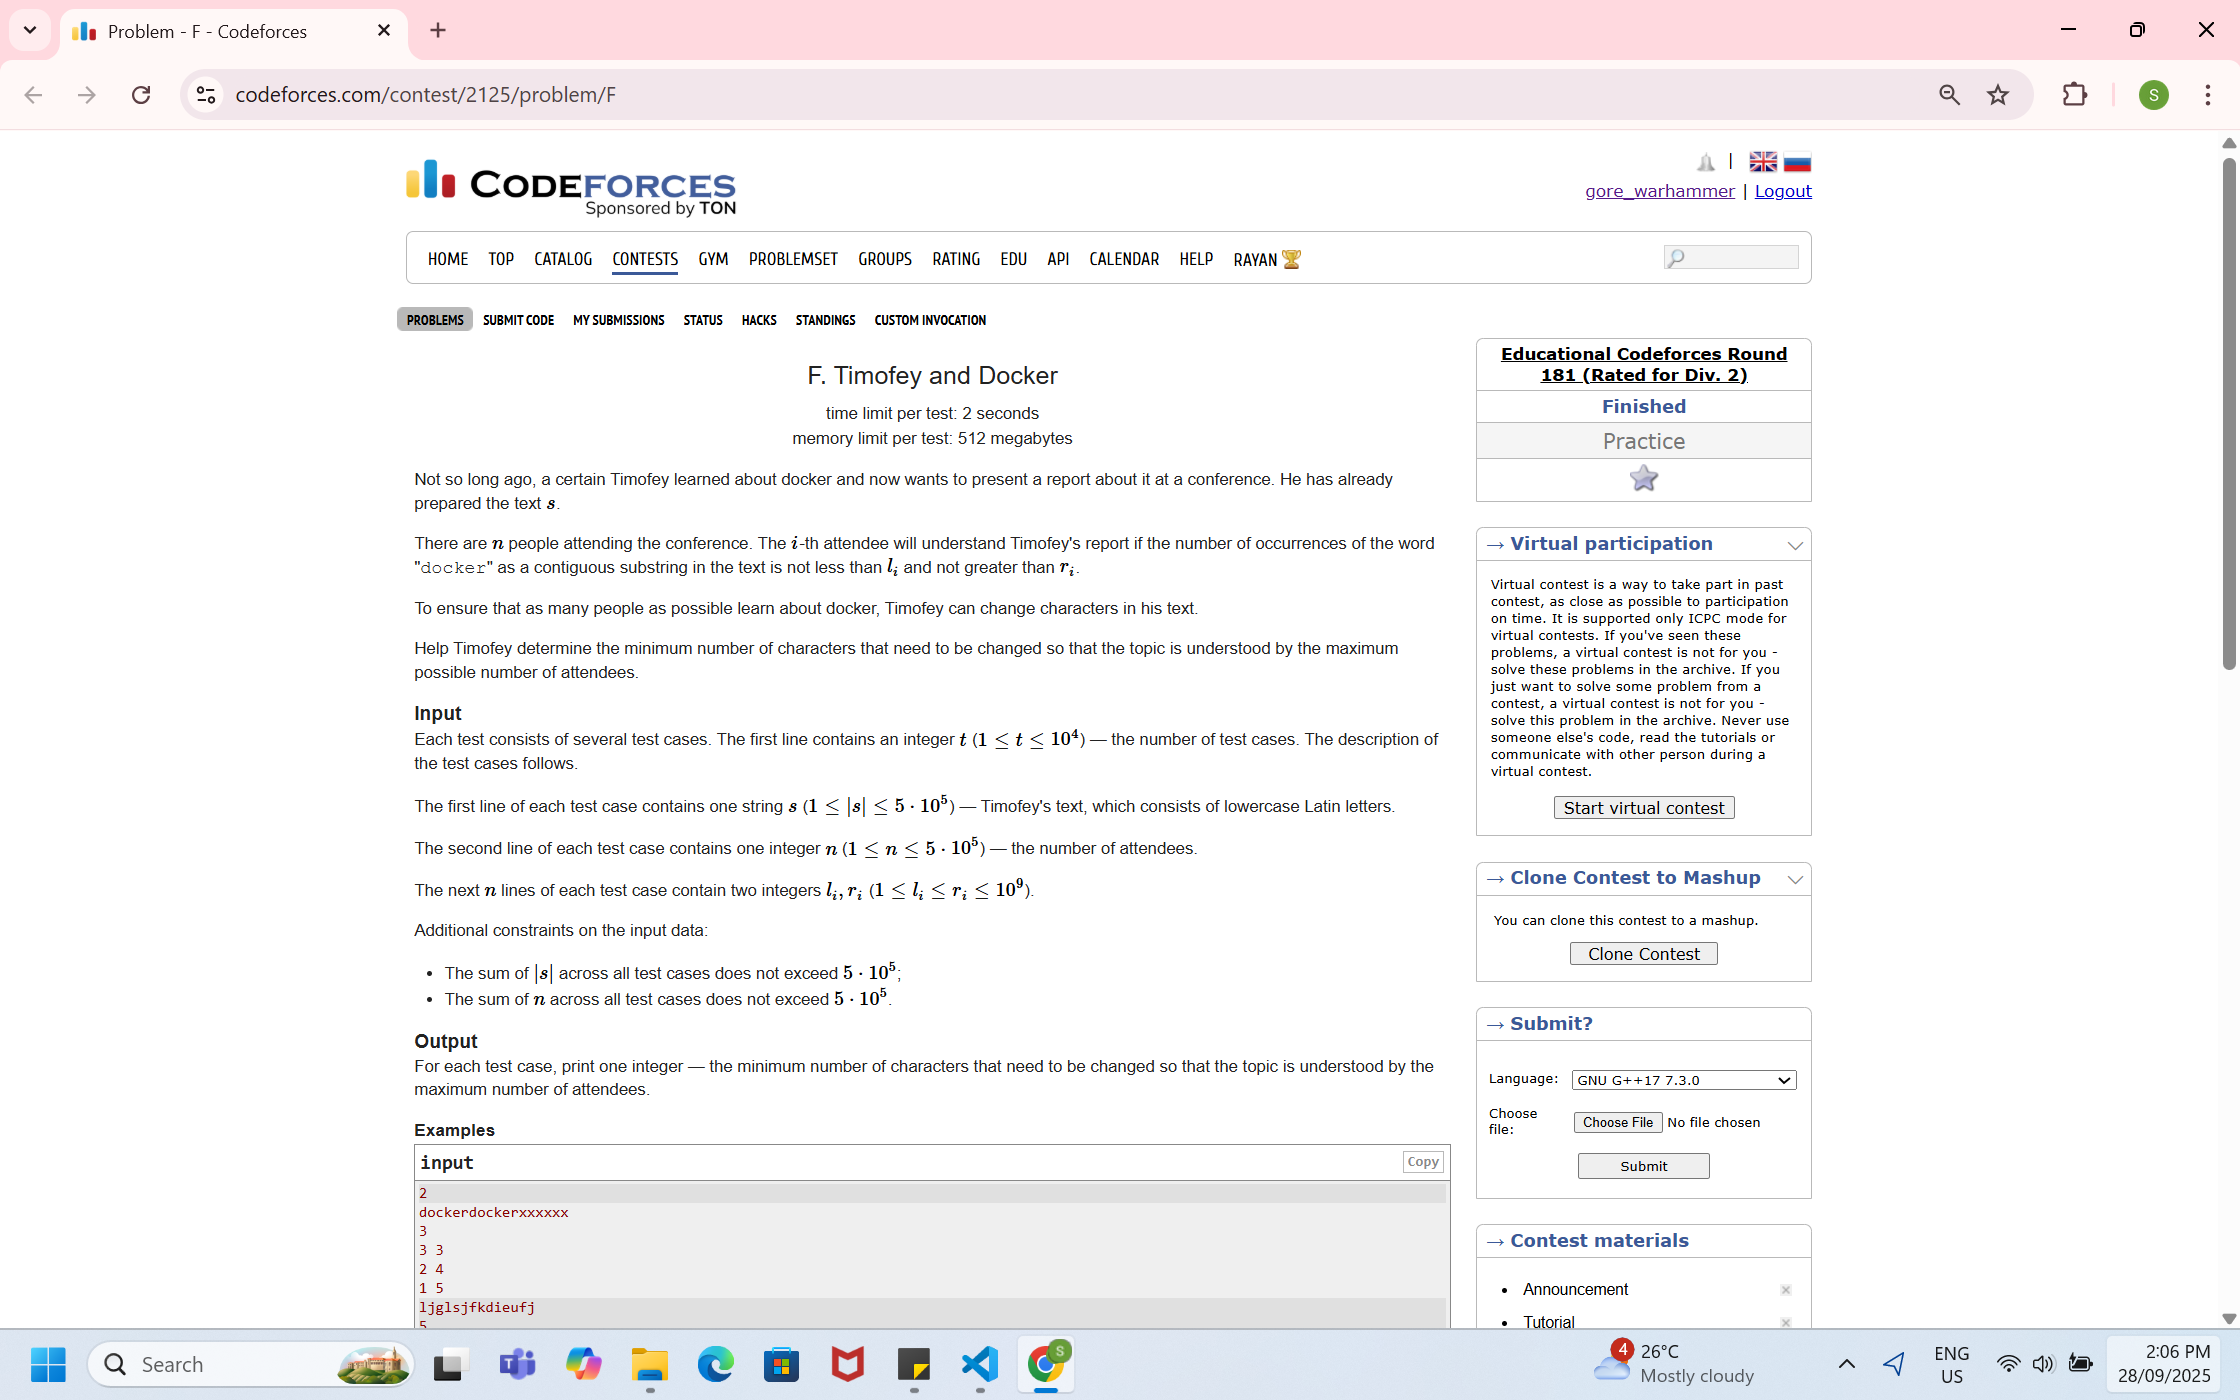 Problem - F - Codeforces
codeforces.com/contest/2125/problem/F
S
CODEFORCES
Sponsored by TON
|
gore_warhammer | Logout
HOME TOP CATALOG CONTESTS GYM PROBLEMSET GROUPS RATING EDU API CALENDAR HELP RAYAN
PROBLEMS SUBMIT CODE MY SUBMISSIONS STATUS HACKS STANDINGS CUSTOM INVOCATION
F. Timofey and Docker
time limit per test: 2 seconds
memory limit per test: 512 megabytes
Not so long ago, a certain Timofey learned about docker and now wants to present a report about it at a conference. He has already
prepared the text s.
There are n people attending the conference. The i-th attendee will understand Timofey's report if the number of occurrences of the word
"docker" as a contiguous substring in the text is not less than l_i and not greater than r_i.
To ensure that as many people as possible learn about docker, Timofey can change characters in his text.
Help Timofey determine the minimum number of characters that need to be changed so that the topic is understood by the maximum
possible number of attendees.
Input
Each test consists of several test cases. The first line contains an integer t (1 ≤ t ≤ 10^4) — the number of test cases. The description of
the test cases follows.
The first line of each test case contains one string s (1 ≤ |s| ≤ 5 · 10^5) — Timofey's text, which consists of lowercase Latin letters.
The second line of each test case contains one integer n (1 ≤ n ≤ 5 · 10^5) — the number of attendees.
The next n lines of each test case contain two integers l_i, r_i (1 ≤ l_i ≤ r_i ≤ 10^9).
Additional constraints on the input data:
• The sum of |s| across all test cases does not exceed 5 · 10^5;
• The sum of n across all test cases does not exceed 5 · 10^5.
Output
For each test case, print one integer — the minimum number of characters that need to be changed so that the topic is understood by the
maximum number of attendees.
Examples
input
Copy
2
dockerdockerxxxxxx
3
3 3
2 4
1 5
ljglsjfkdieufj
5
Educational Codeforces Round
181 (Rated for Div. 2)
Finished
Practice
→ Virtual participation
Virtual contest is a way to take part in past
contest, as close as possible to participation
on time. It is supported only ICPC mode for
virtual contests. If you've seen these
problems, a virtual contest is not for you -
solve these problems in the archive. If you
just want to solve some problem from a
contest, a virtual contest is not for you -
solve this problem in the archive. Never use
someone else's code, read the tutorials or
communicate with other person during a
virtual contest.
Start virtual contest
→ Clone Contest to Mashup
You can clone this contest to a mashup.
Clone Contest
→ Submit?
Language: GNU G++17 7.3.0
Choose
file: Choose File No file chosen
Submit
→ Contest materials
• Announcement
• Tutorial
Search
T
S
4
26°C
Mostly cloudy
ENG
US
2:06 PM
28/09/2025